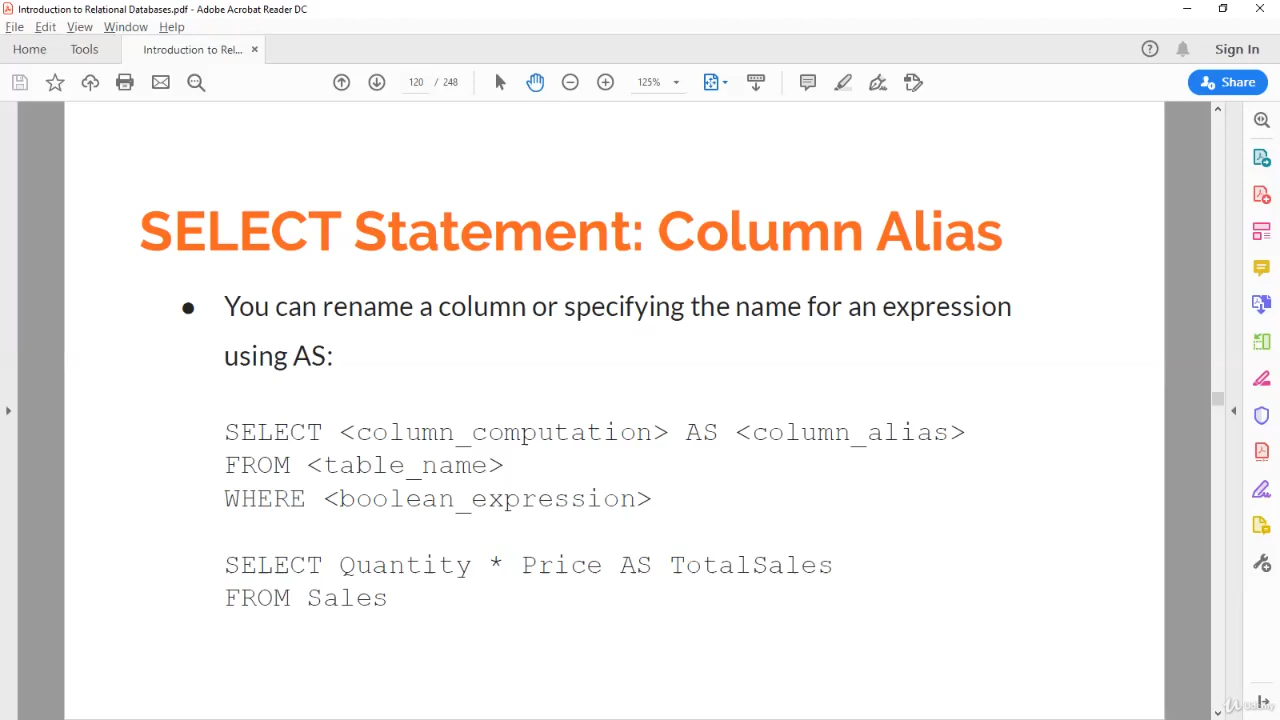 Introduction to Relational Databases.pdf - Adobe Acrobat Reader DC
File Edit View Window Help
Home Tools Introduction to Rel... × Sign In
120 / 248 125% Share
SELECT Statement: Column Alias
● You can rename a column or specifying the name for an expression
using AS:
SELECT <column_computation> AS <column_alias>
FROM <table_name>
WHERE <boolean_expression>
SELECT Quantity * Price AS TotalSales
FROM Sales
Udemy